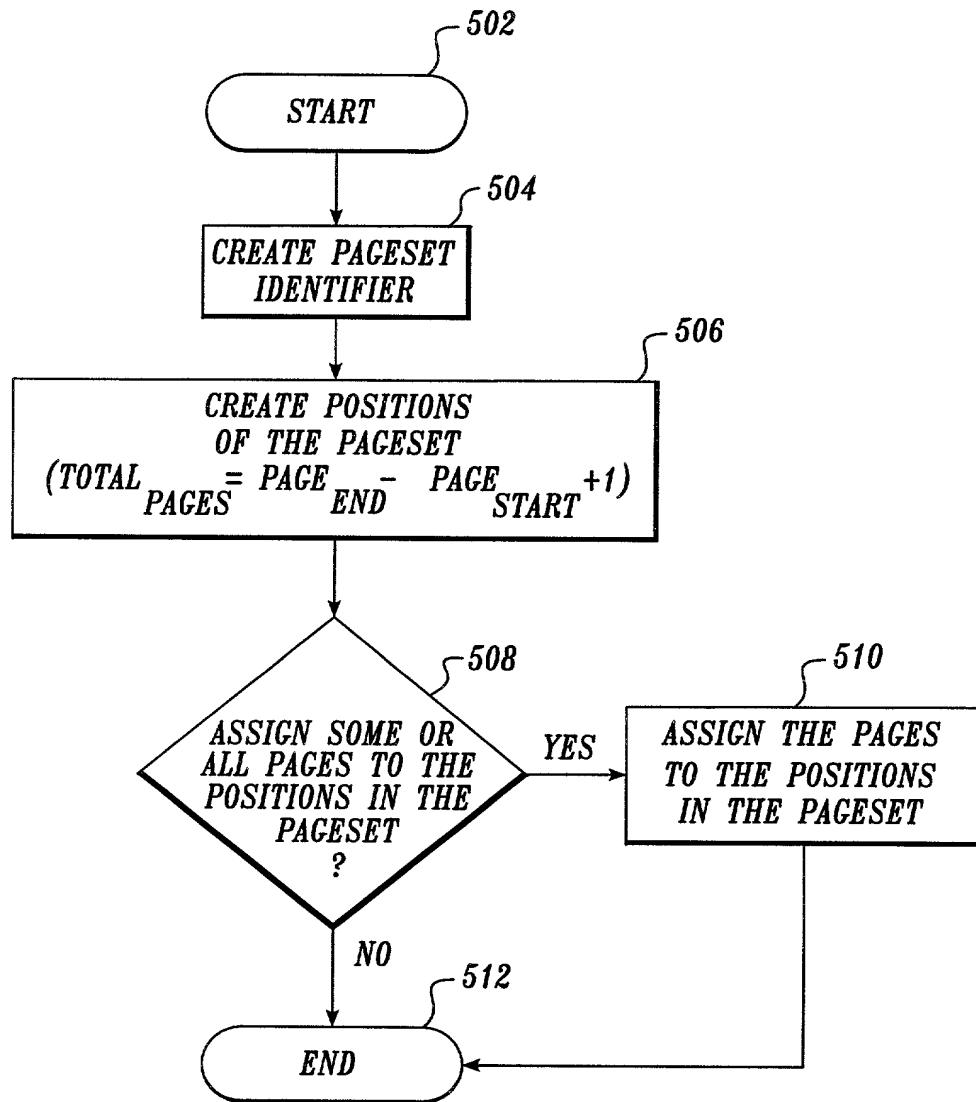 502
START
504
CREATE PAGESET
IDENTIFIER
506
CREATE POSITIONS
OF THE PAGESET
(TOTAL PAGES = PAGE END - PAGE START +1)
508
ASSIGN SOME OR
ALL PAGES TO THE
POSITIONS IN THE
PAGESET
?
YES
510
ASSIGN THE PAGES
TO THE POSITIONS
IN THE PAGESET
NO
512
END